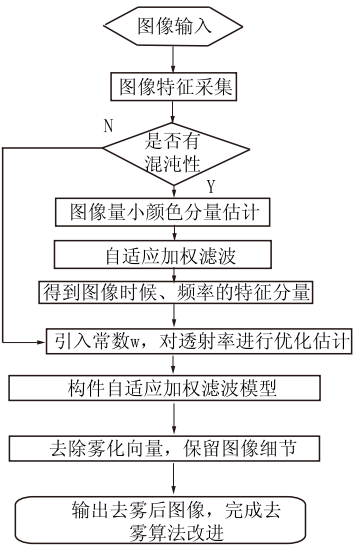 图像输入
图像特征采集
N
是否有
混沌性
Y
图像量小颜色分量估计
自适应加权滤波
得到图像时候、频率的特征分量
引入常数w，对透射率进行优化估计
构件自适应加权滤波模型
去除雾化向量，保留图像细节
输出去雾后图像，完成去
雾算法改进